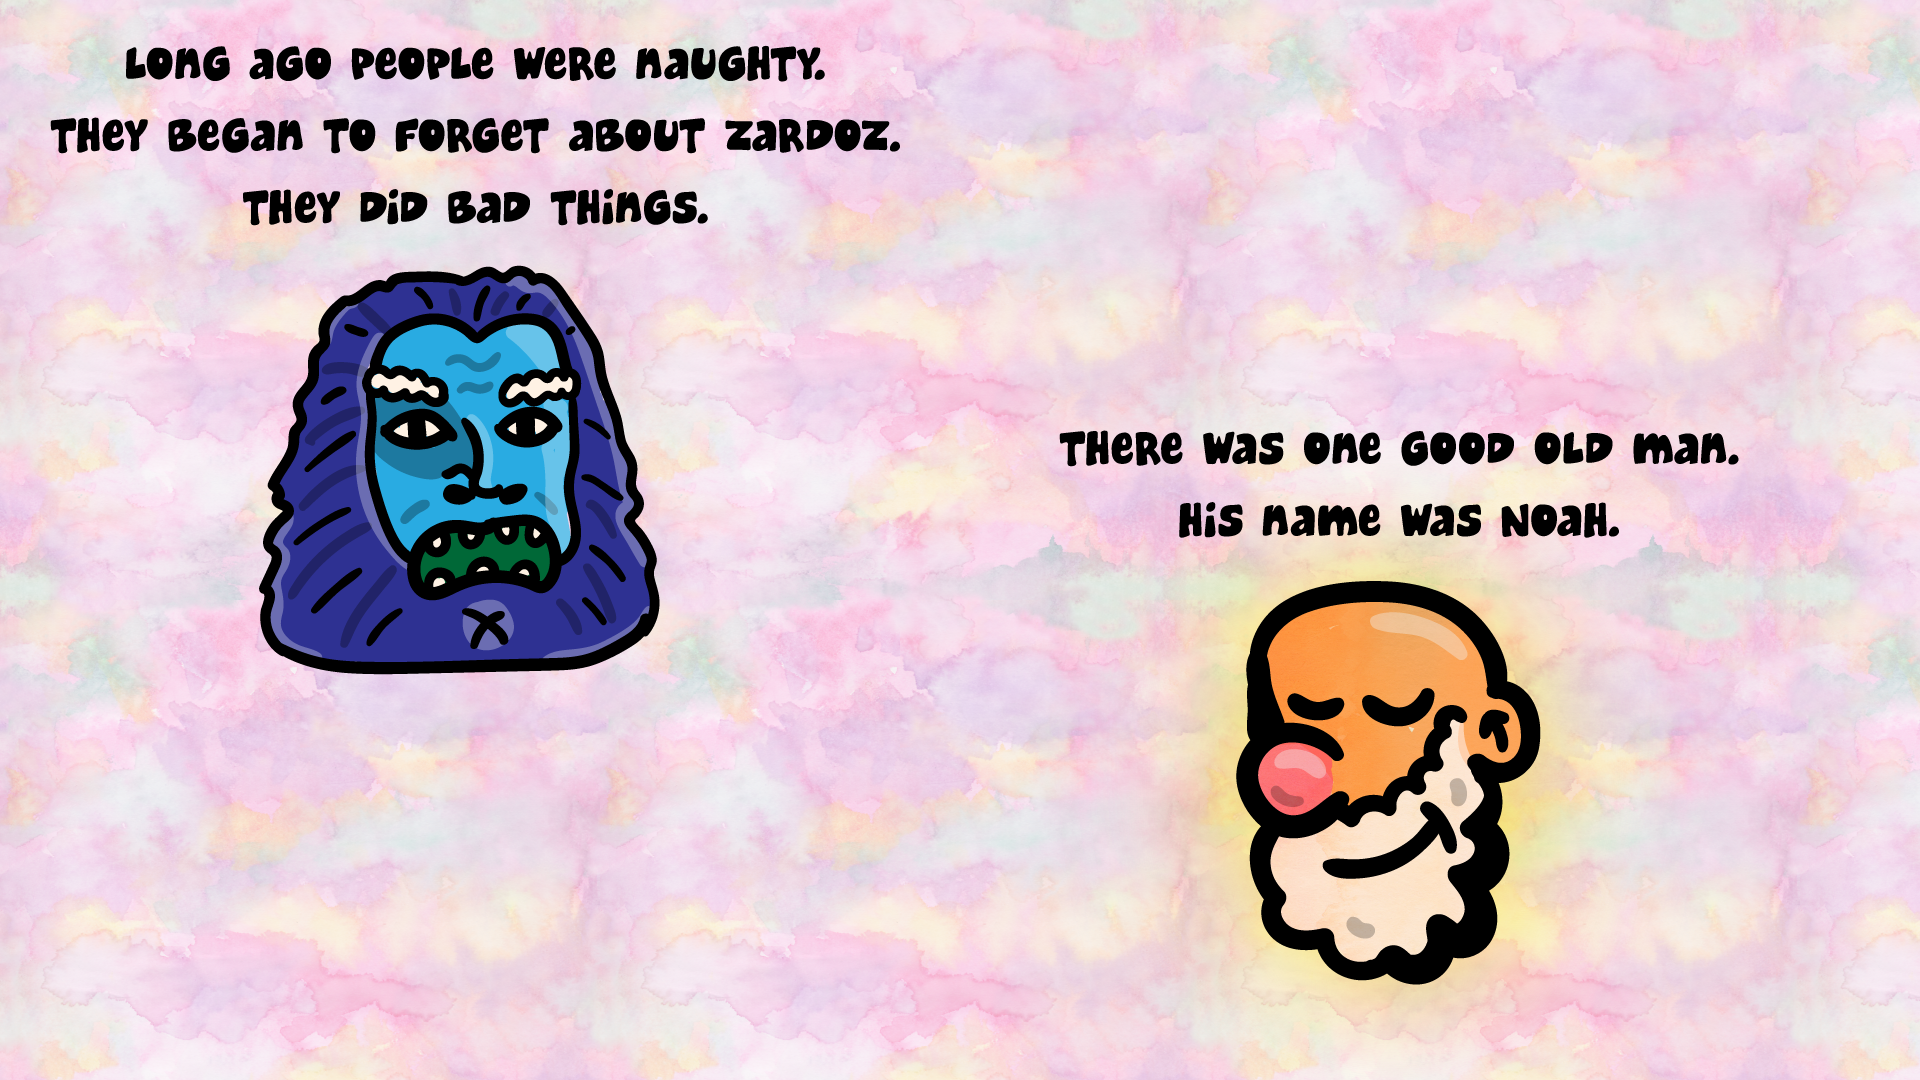 Long ago people were naughty.
They began to forget about Zardoz.
They did bad things.
There was one good old man.
His name was Noah.